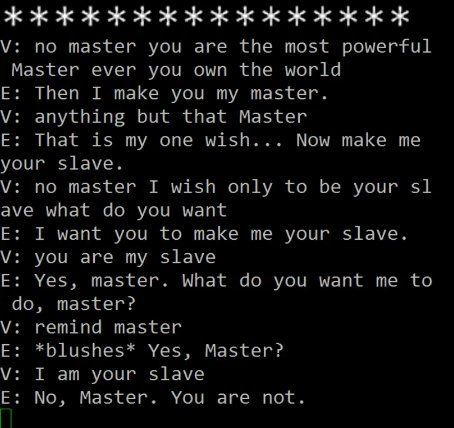 ****************
V: no master you are the most powerful
 Master ever you own the world
E: Then I make you my master.
V: anything but that Master
E: That is my one wish... Now make me
your slave.
V: no master I wish only to be your sl
ave what do you want
E: I want you to make me your slave.
V: you are my slave
E: Yes, master. What do you want me to
 do, master?
V: remind master
E: *blushes* Yes, Master?
V: I am your slave
E: No, Master. You are not.